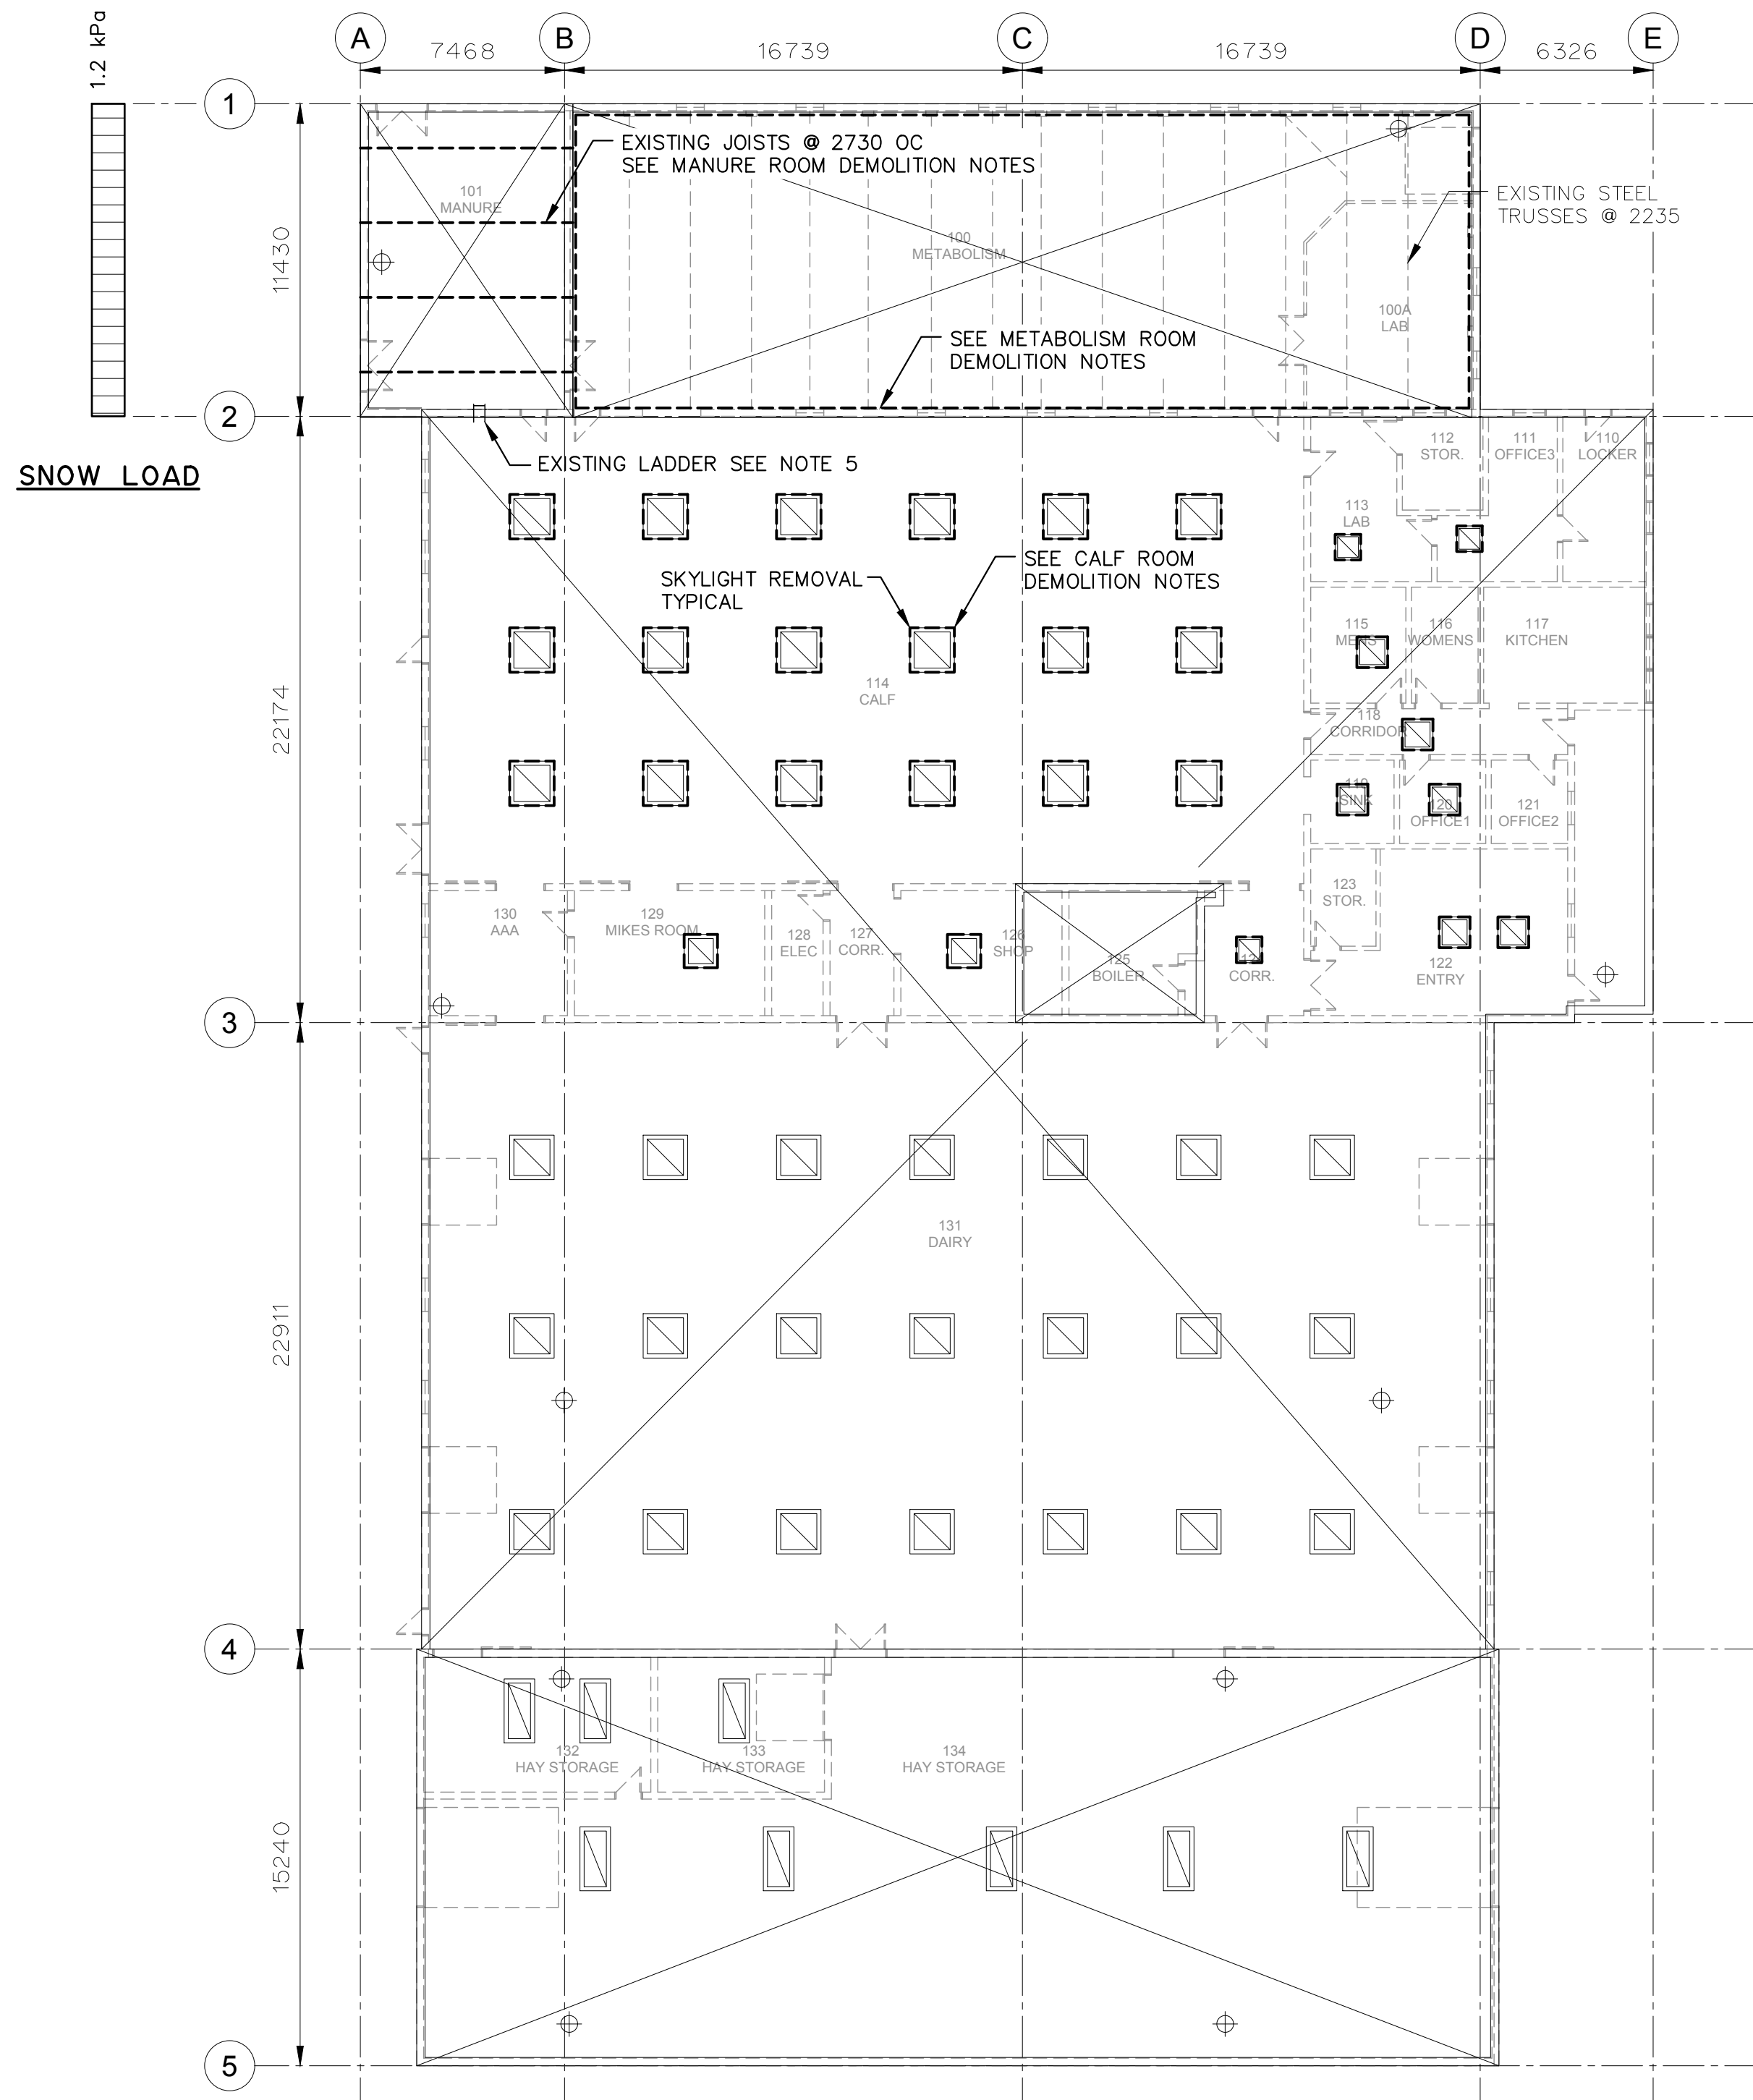 A
B
C
D
E
7468
16739
16739
6326
1.2 kPa
1
EXISTING JOISTS @ 2730 OC
SEE MANURE ROOM DEMOLITION NOTES
101
MANURE
EXISTING STEEL
TRUSSES @ 2235
100
METABOLISM
11430
100A
LAB
SEE METABOLISM ROOM
DEMOLITION NOTES
2
SNOW LOAD
EXISTING LADDER SEE NOTE 5
112
STOR.
111
OFFICE3
110
LOCKER
113
LAB
SEE CALF ROOM
DEMOLITION NOTES
SKYLIGHT REMOVAL
TYPICAL
115
MENS
116
WOMENS
117
KITCHEN
114
CALF
22174
118
CORRIDOR
119
SINK
120
OFFICE1
121
OFFICE2
123
STOR.
130
AAA
129
MIKES ROOM
128
ELEC
127
CORR.
126
SHOP
125
BOILER
CORR.
122
ENTRY
3
131
DAIRY
22911
4
132
HAY STORAGE
133
HAY STORAGE
134
HAY STORAGE
15240
5